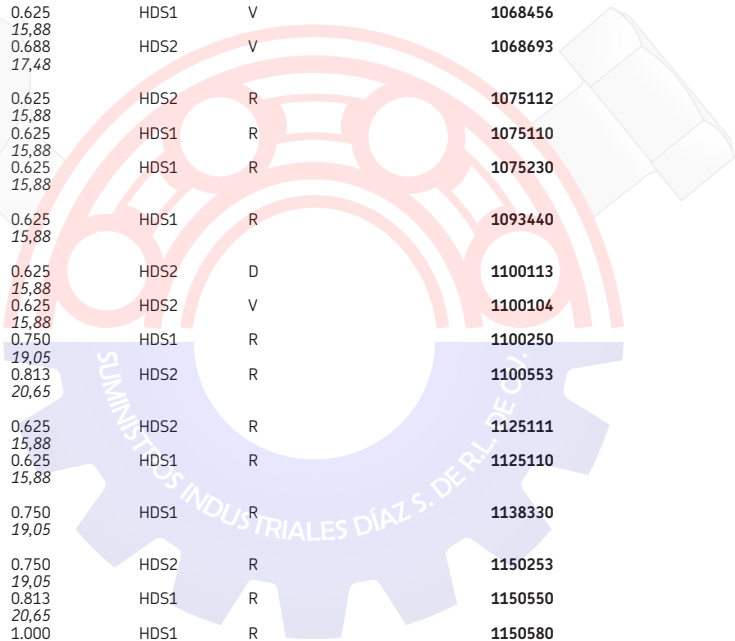 0.625 HDS1 V 1068456
15,88
0.688 HDS2 V 1068693
17,48
0.625 HDS2 R 1075112
15,88
0.625 HDS1 R 1075110
15,88
0.625 HDS1 R 1075230
15,88
0.625 HDS1 R 1093440
15,88
0.625 HDS2 D 1100113
15,88
0.625 HDS2 V 1100104
15,88
0.750 HDS1 R 1100250
19,05
0.813 HDS2 R 1100553
20,65
0.625 HDS2 R 1125111
15,88
0.625 HDS1 R 1125110
15,88
0.750 HDS1 R 1138330
19,05
0.750 HDS2 R 1150253
19,05
0.813 HDS1 R 1150550
20,65
1.000 HDS1 R 1150580
SUMINISTROS INDUSTRIALES DÍAZ S. DE R.L. DE C.V.